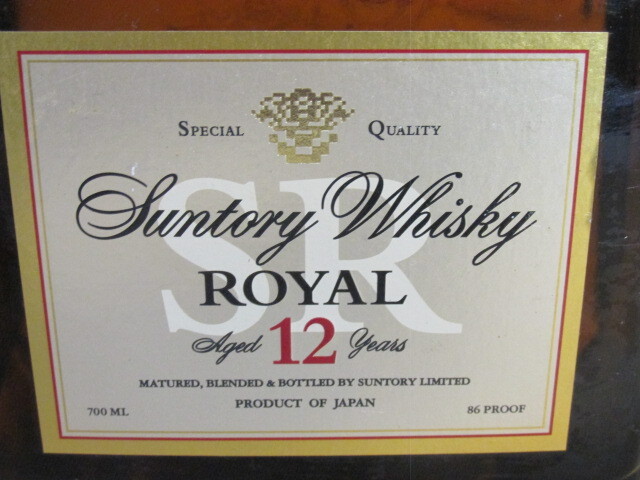 SPECIAL QUALITY
SR
Suntory Whisky
ROYAL
Aged 12 Years
MATURED, BLENDED & BOTTLED BY SUNTORY LIMITED
PRODUCT OF JAPAN
700 ML 86 PROOF